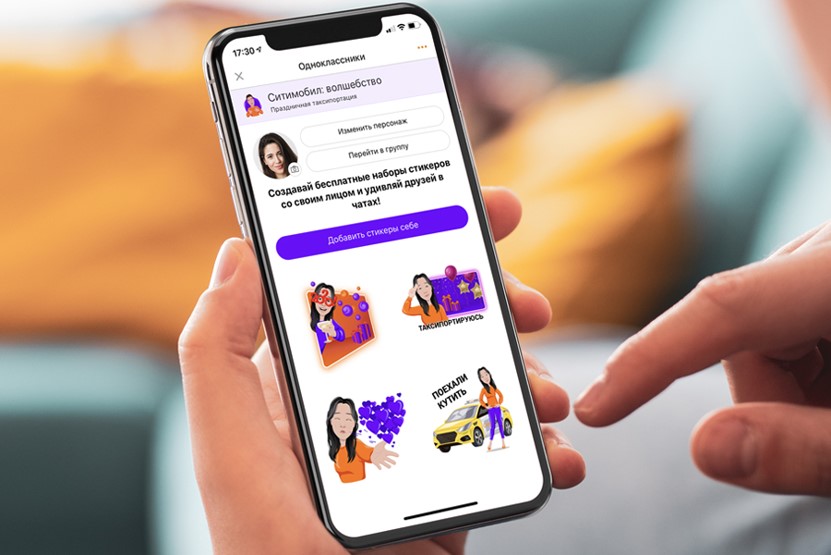 17:30
Одноклассники
Ситимобил: волшебство
Праздничная таксипортация
Изменить персонаж
Перейти в группу
Создавай бесплатные наборы стикеров
со своим лицом и удивляй друзей в
чатах!
Добавить стикеры себе
ТАКСИПОРТИРУЮСЬ
ПОЕХАЛИ
КУТИТЬ